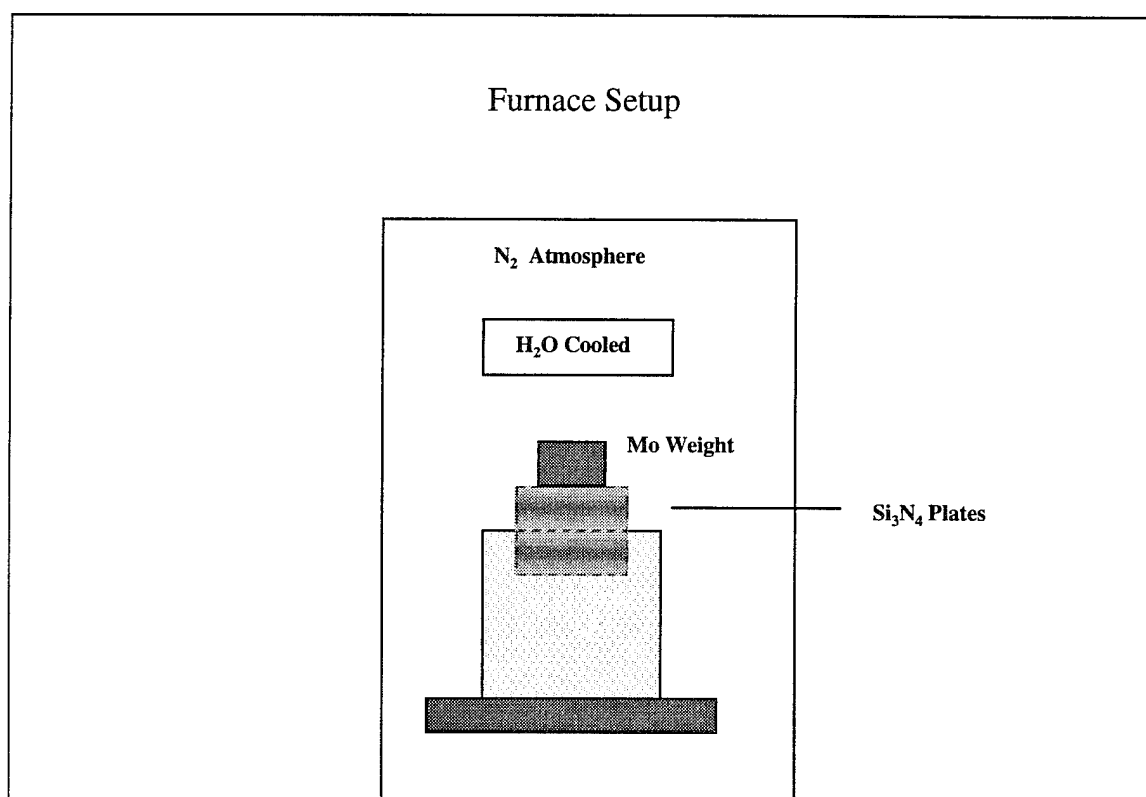 Furnace Setup
N₂ Atmosphere
H₂O Cooled
Mo Weight
Si₃N₄ Plates